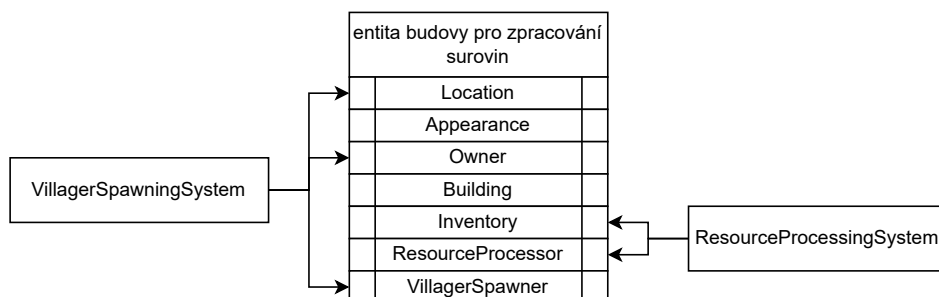 entita budovy pro zpracování
surovin
Location
Appearance
Owner
VillagerSpawningSystem
Building
Inventory
ResourceProcessingSystem
ResourceProcessor
VillagerSpawner